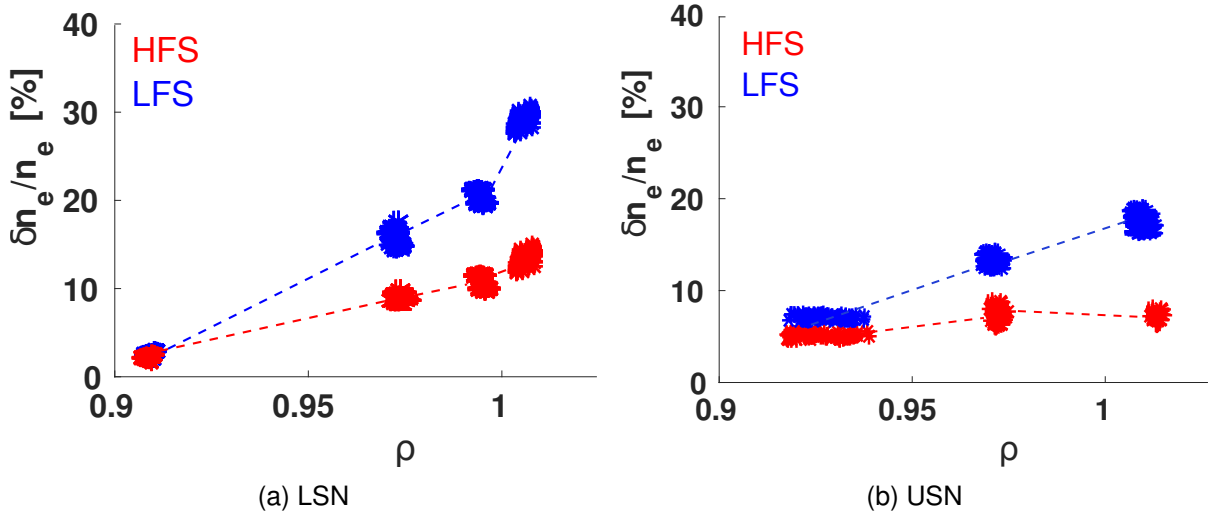 40
30
20
10
0
δn_e/n_e [%]
HFS
LFS
0.9
0.95
1
ρ
(a) LSN
40
30
20
10
0
δn_e/n_e [%]
HFS
LFS
0.9
0.95
1
ρ
(b) USN